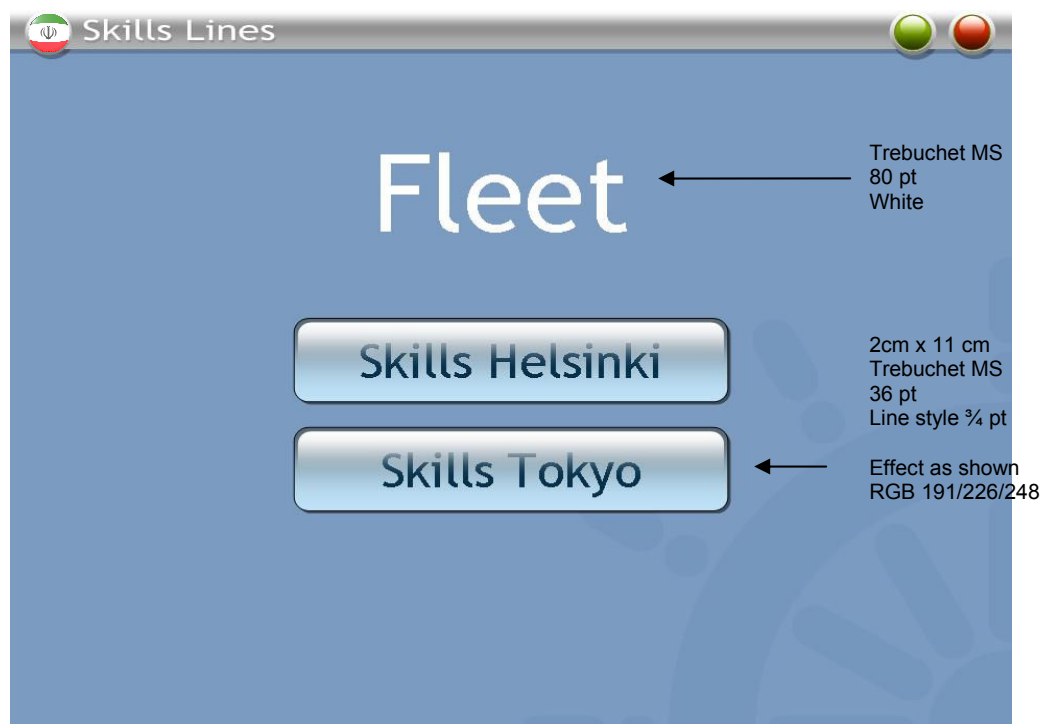 Skills Lines
Fleet
Trebuchet MS
80 pt
White
Skills Helsinki
2cm x 11 cm
Trebuchet MS
36 pt
Line style ¾ pt
Skills Tokyo
Effect as shown
RGB 191/226/248